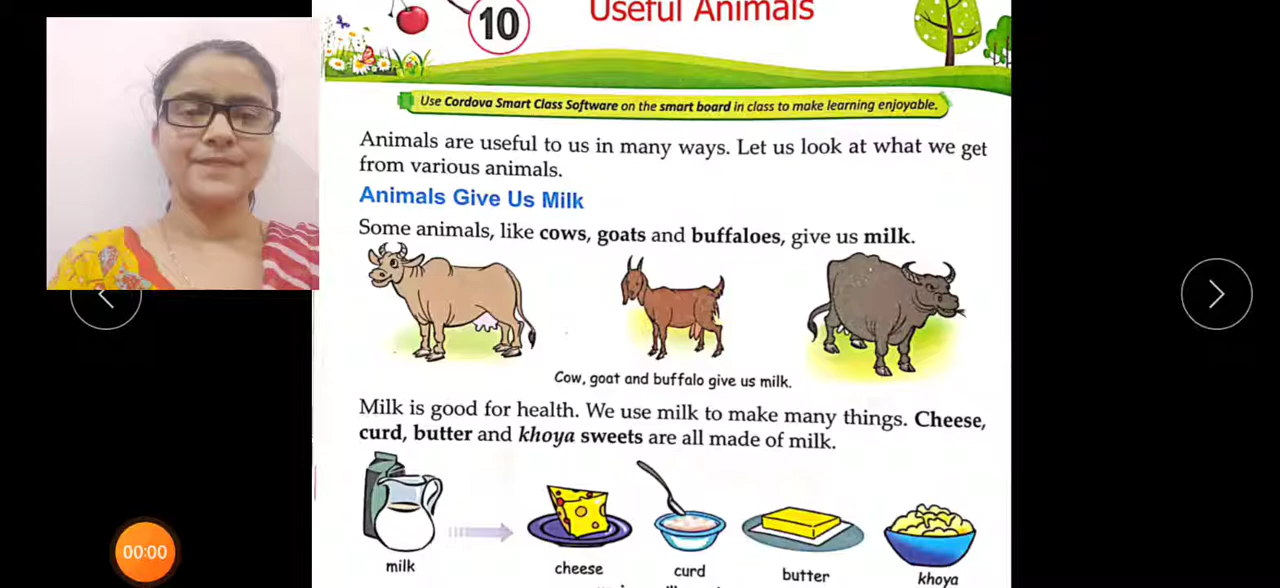 10
Useful Animals
Use Cordova Smart Class Software on the smart board in class to make learning enjoyable.
Animals are useful to us in many ways. Let us look at what we get
from various animals.
Animals Give Us Milk
Some animals, like cows, goats and buffaloes, give us milk.
Cow, goat and buffalo give us milk.
Milk is good for health. We use milk to make many things. Cheese,
curd, butter and khoya sweets are all made of milk.
milk
cheese
curd
butter
khoya
00:00